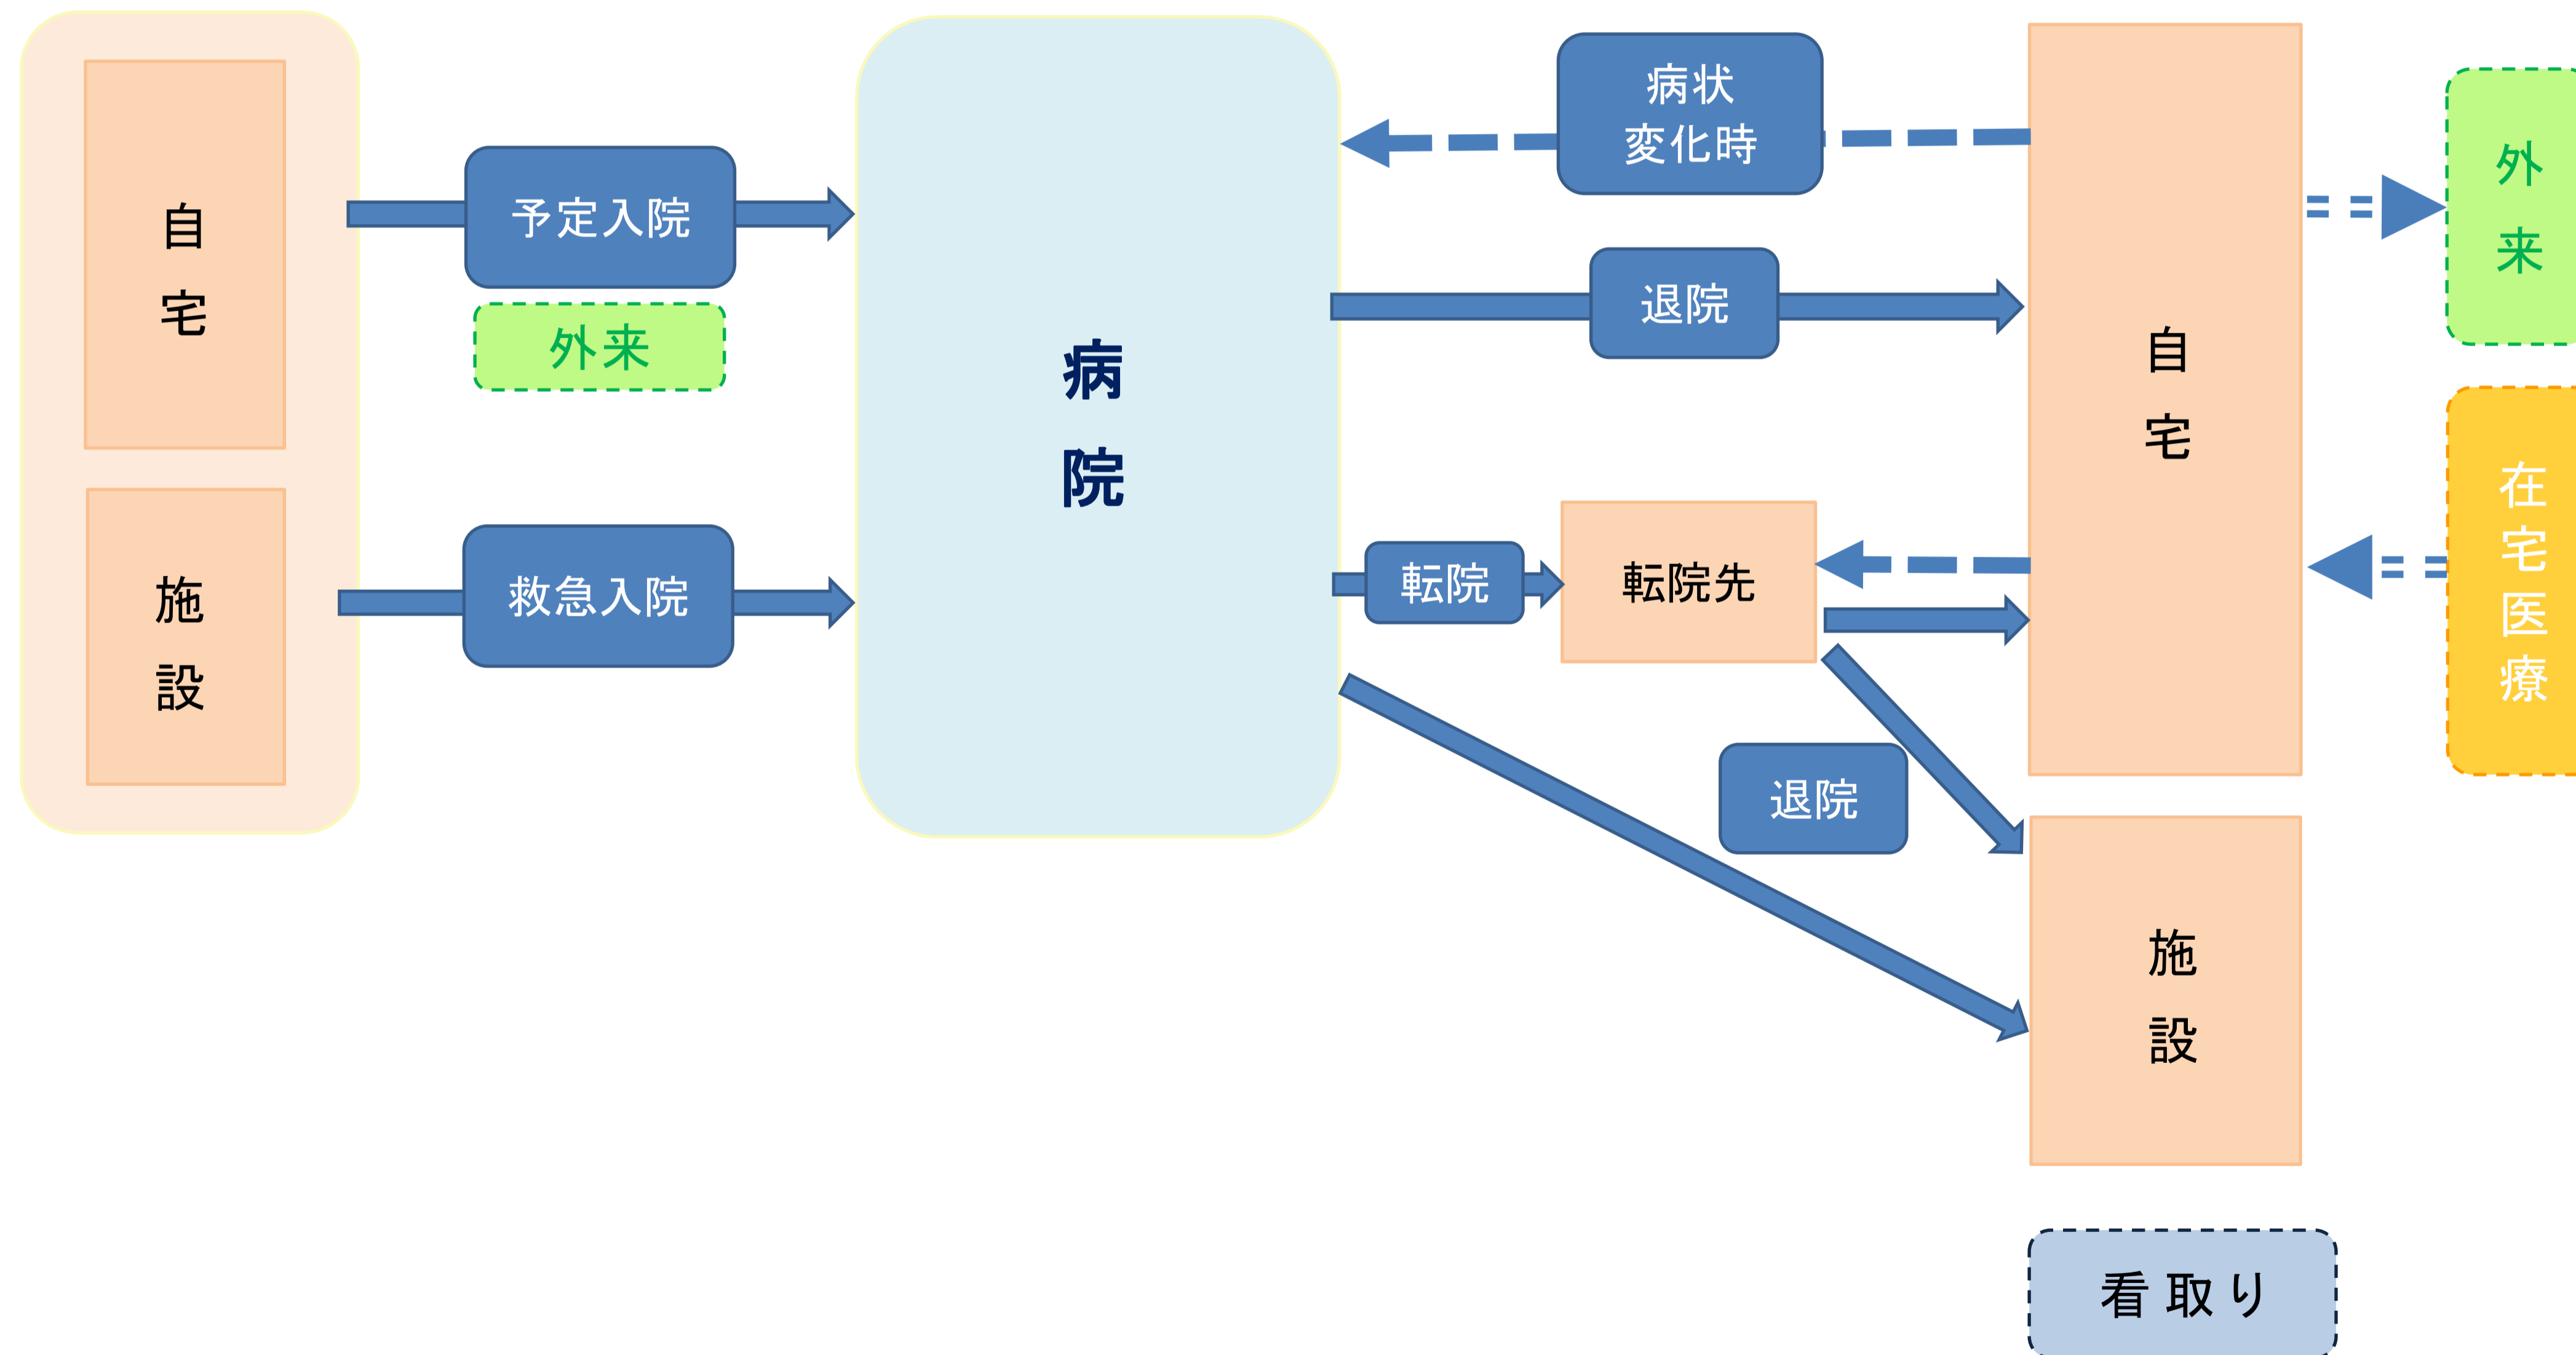 自宅
施設
予定入院
外来
救急入院
病院
病状
変化時
退院
転院
転院先
退院
自宅
施設
看取り
外来
在宅医療